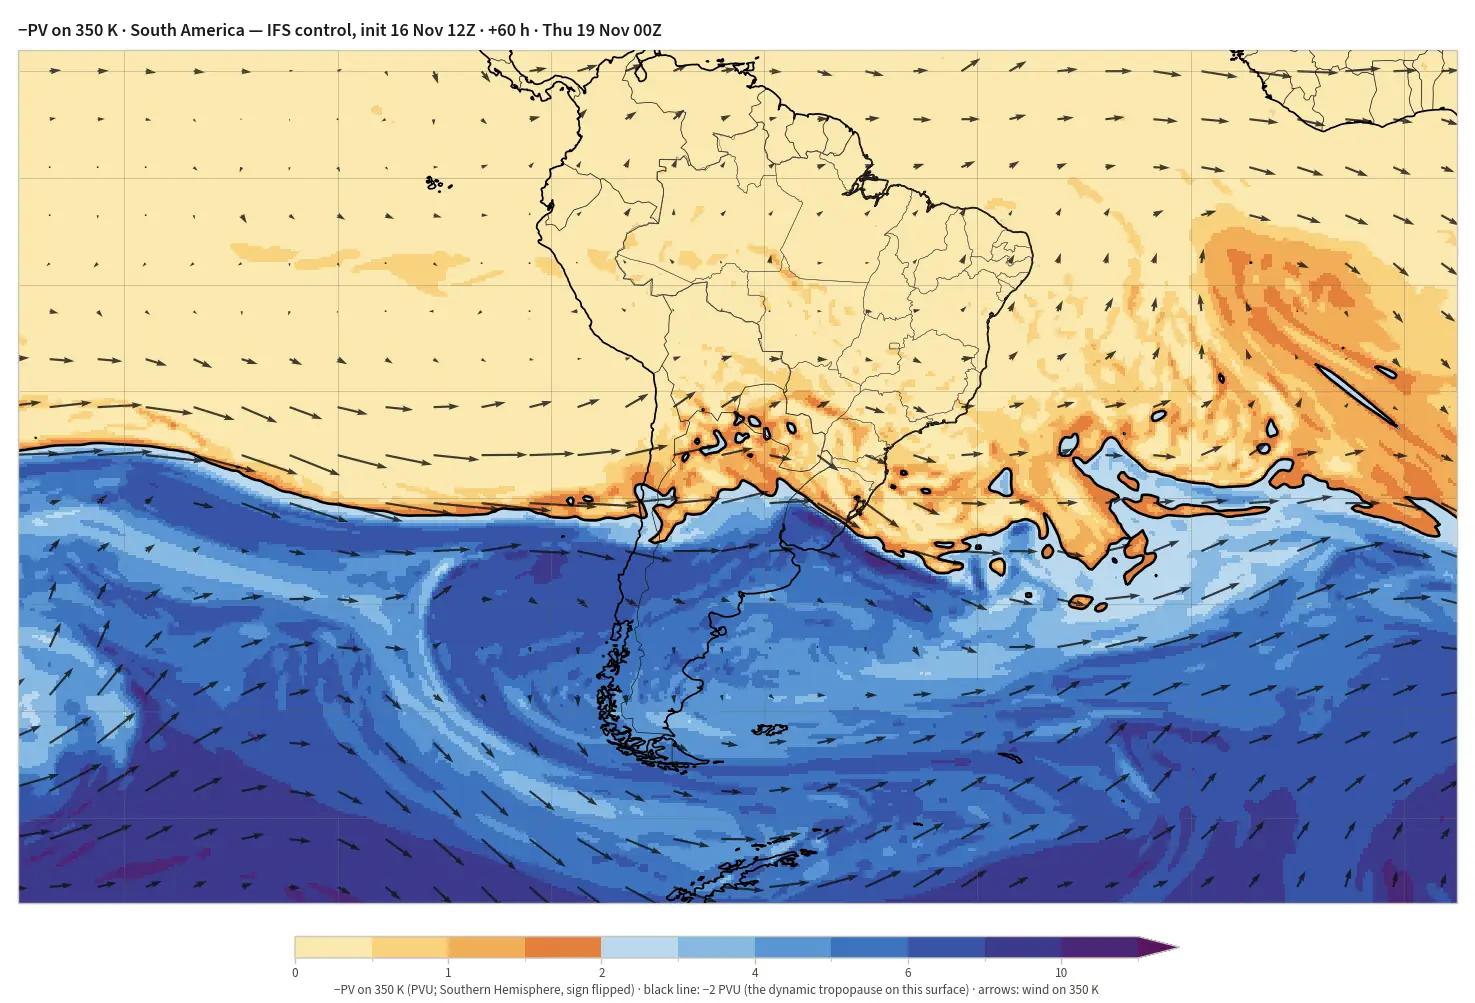 −PV on 350 K · South America — IFS control, init 16 Nov 12Z · +60 h · Thu 19 Nov 00Z
0 1 2 4 6 10
−PV on 350 K (PVU; Southern Hemisphere, sign flipped) · black line: −2 PVU (the dynamic tropopause on this surface) · arrows: wind on 350 K